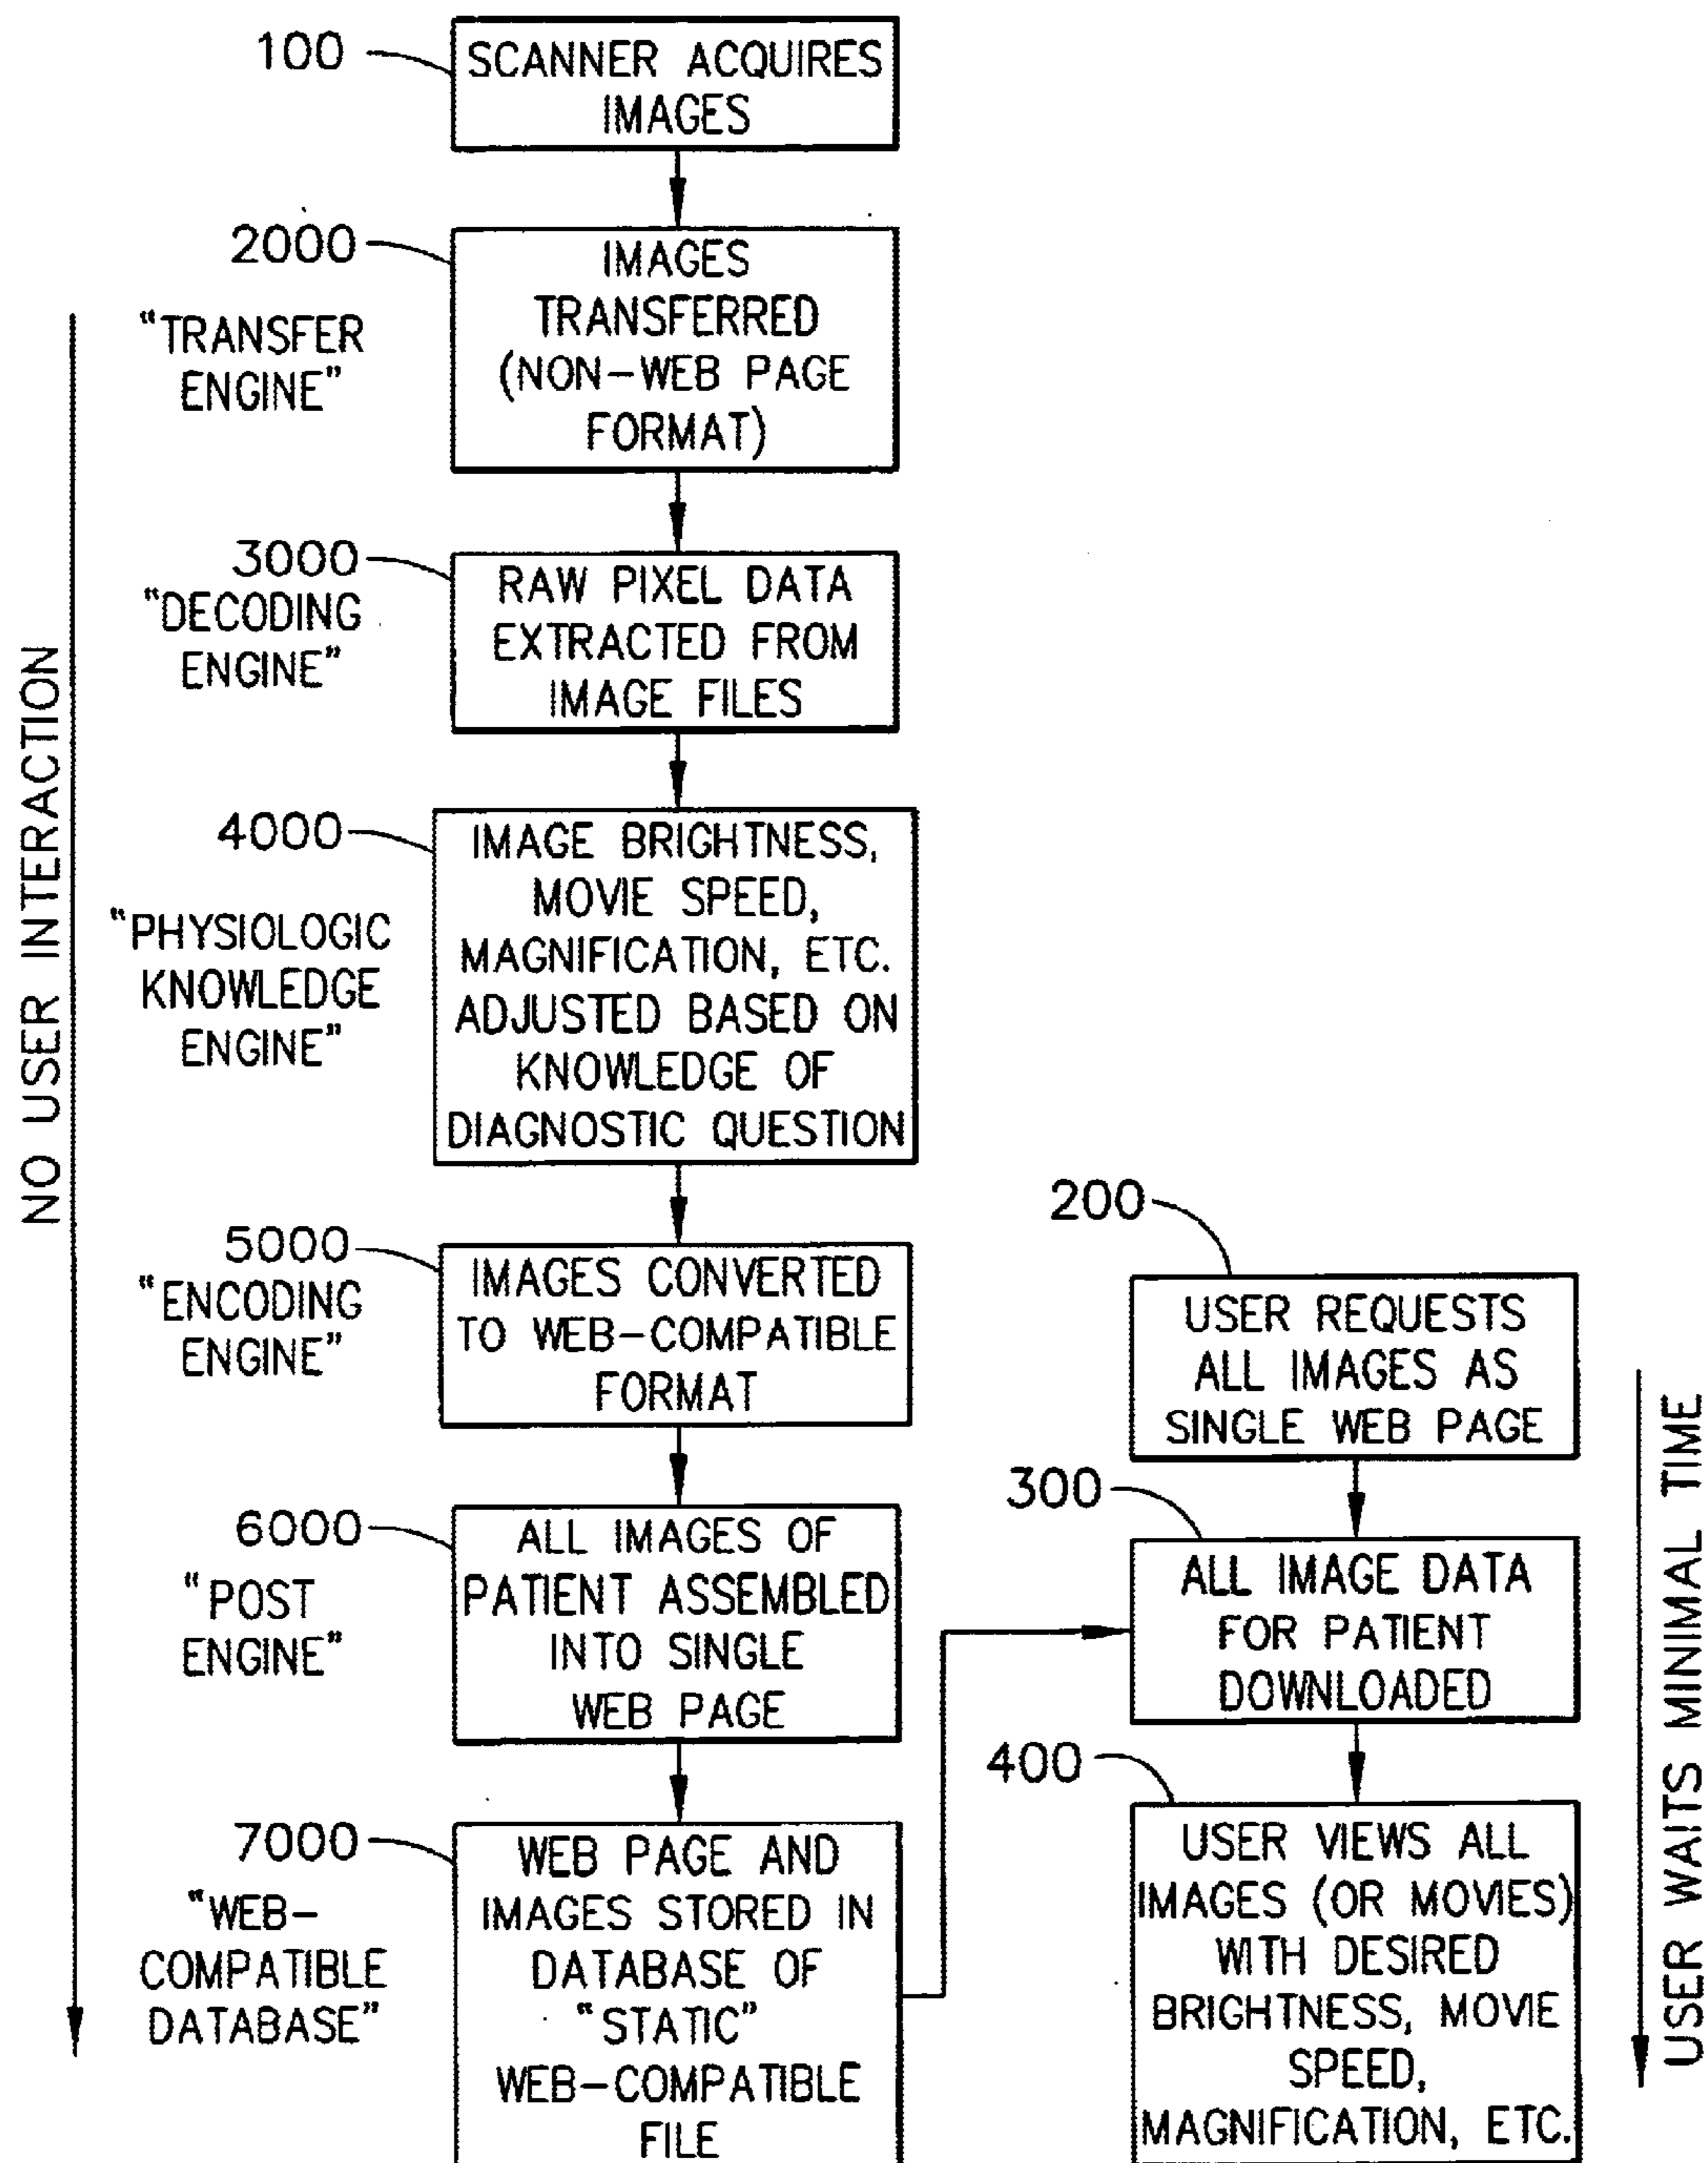 100
SCANNER ACQUIRES
IMAGES
2000
"TRANSFER
ENGINE"
IMAGES
TRANSFERRED
(NON-WEB PAGE
FORMAT)
3000
"DECODING
ENGINE"
RAW PIXEL DATA
EXTRACTED FROM
IMAGE FILES
NO USER INTERACTION
4000
"PHYSIOLOGIC
KNOWLEDGE
ENGINE"
IMAGE BRIGHTNESS,
MOVIE SPEED,
MAGNIFICATION, ETC.
ADJUSTED BASED ON
KNOWLEDGE OF
DIAGNOSTIC QUESTION
5000
"ENCODING
ENGINE"
IMAGES CONVERTED
TO WEB-COMPATIBLE
FORMAT
6000
"POST
ENGINE"
ALL IMAGES OF
PATIENT ASSEMBLED
INTO SINGLE
WEB PAGE
7000
"WEB-
COMPATIBLE
DATABASE"
WEB PAGE AND
IMAGES STORED IN
DATABASE OF
"STATIC"
WEB-COMPATIBLE
FILE
200
USER REQUESTS
ALL IMAGES AS
SINGLE WEB PAGE
300
ALL IMAGE DATA
FOR PATIENT
DOWNLOADED
400
USER VIEWS ALL
IMAGES (OR MOVIES)
WITH DESIRED
BRIGHTNESS, MOVIE
SPEED,
MAGNIFICATION, ETC.
USER WAITS MINIMAL TIME